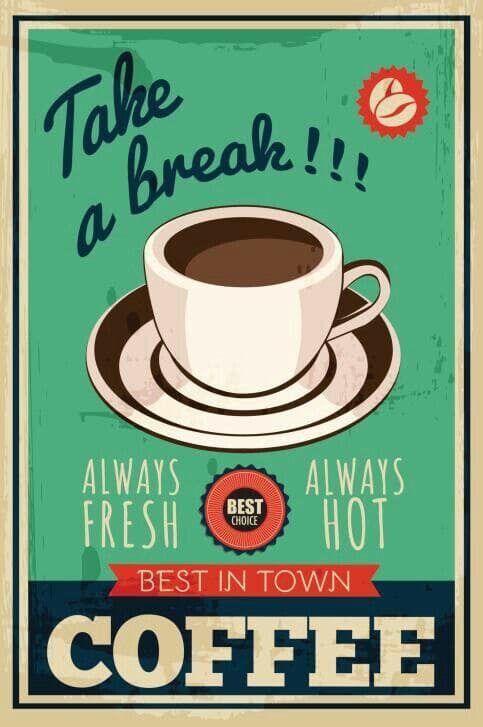 Take
a break!!!
ALWAYS
FRESH
BEST
CHOICE
ALWAYS
HOT
BEST IN TOWN
COFFEE